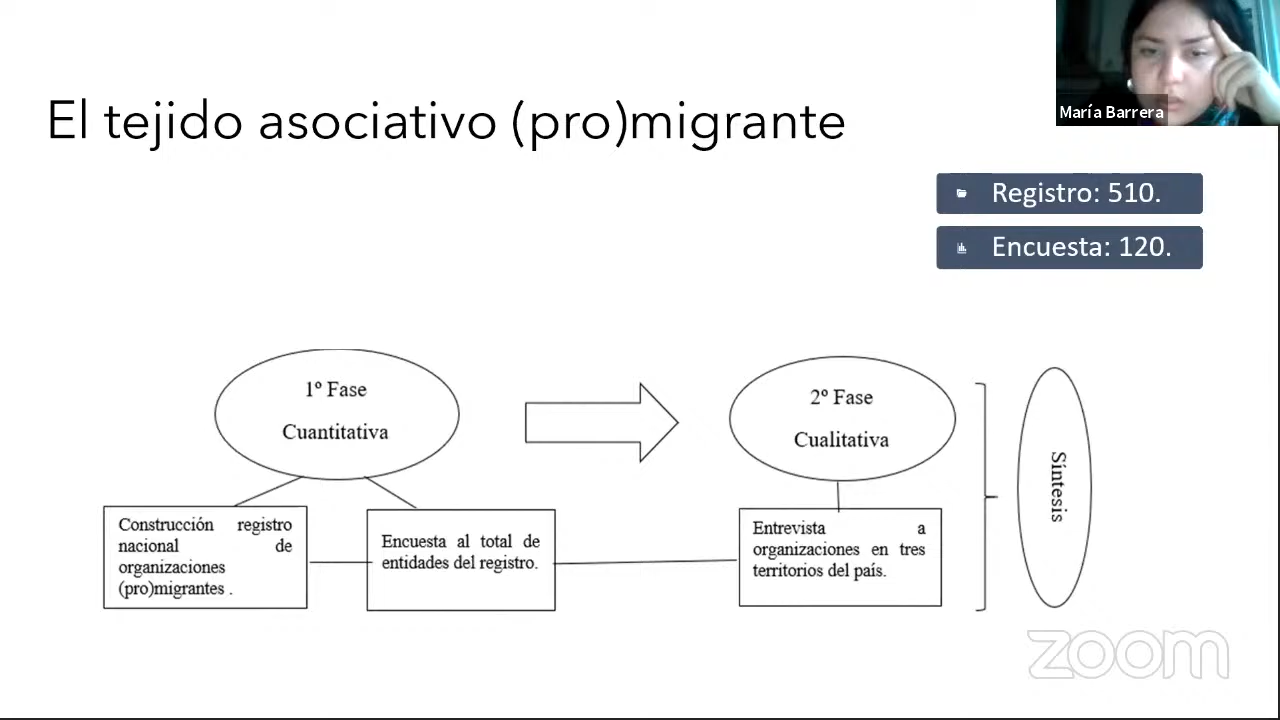 María Barrera
El tejido asociativo (pro)migrante
Registro: 510.
Encuesta: 120.
1º Fase
Cuantitativa
2º Fase
Cualitativa
Construcción registro
nacional de
organizaciones
(pro)migrantes .
Encuesta al total de
entidades del registro.
Entrevista a
organizaciones en tres
territorios del país.
Síntesis
zoom